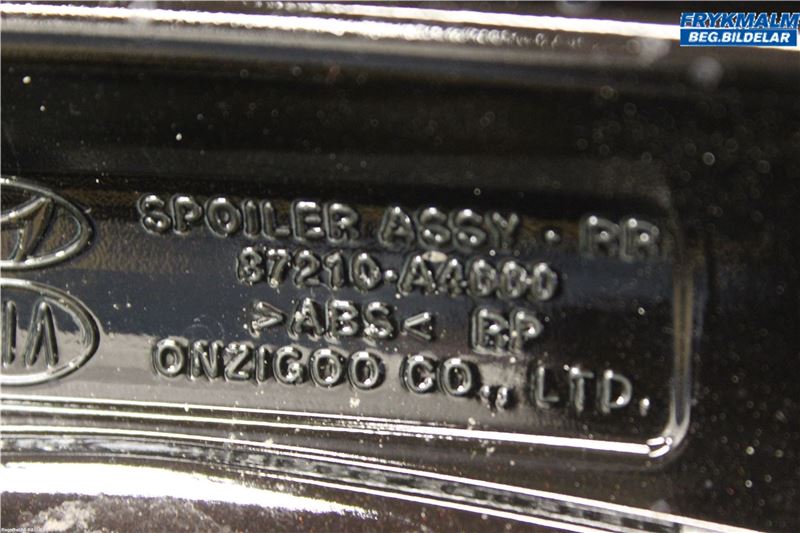 FRYKMALM
BEG.BILDELAR
SPOILER ASSY - RR
87210-A4000
>ABS< BP
ONZIGOO CO., LTD.